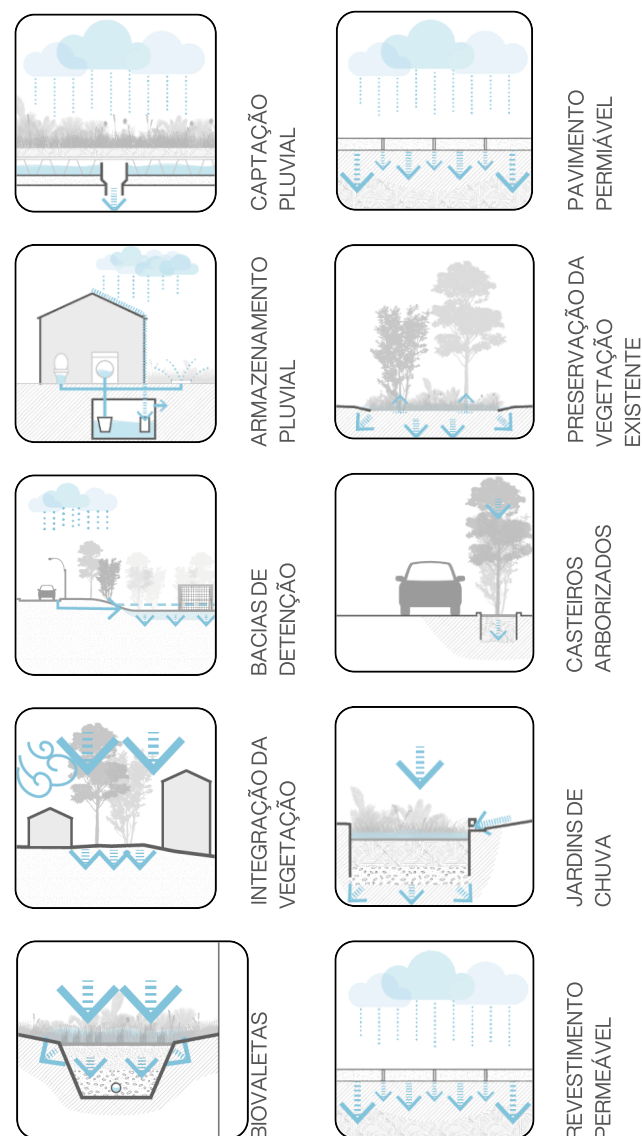 CAPTAÇÃO
PLUVIAL
PAVIMENTO
PERMIÁVEL
ARMAZENAMENTO
PLUVIAL
PRESERVAÇÃO DA
VEGETAÇÃO
EXISTENTE
BACIAS DE
DETENÇÃO
CASTEIROS
ARBORIZADOS
INTEGRAÇÃO DA
VEGETAÇÃO
JARDINS DE
CHUVA
BIOVALETAS
REVESTIMENTO
PERMEÁVEL